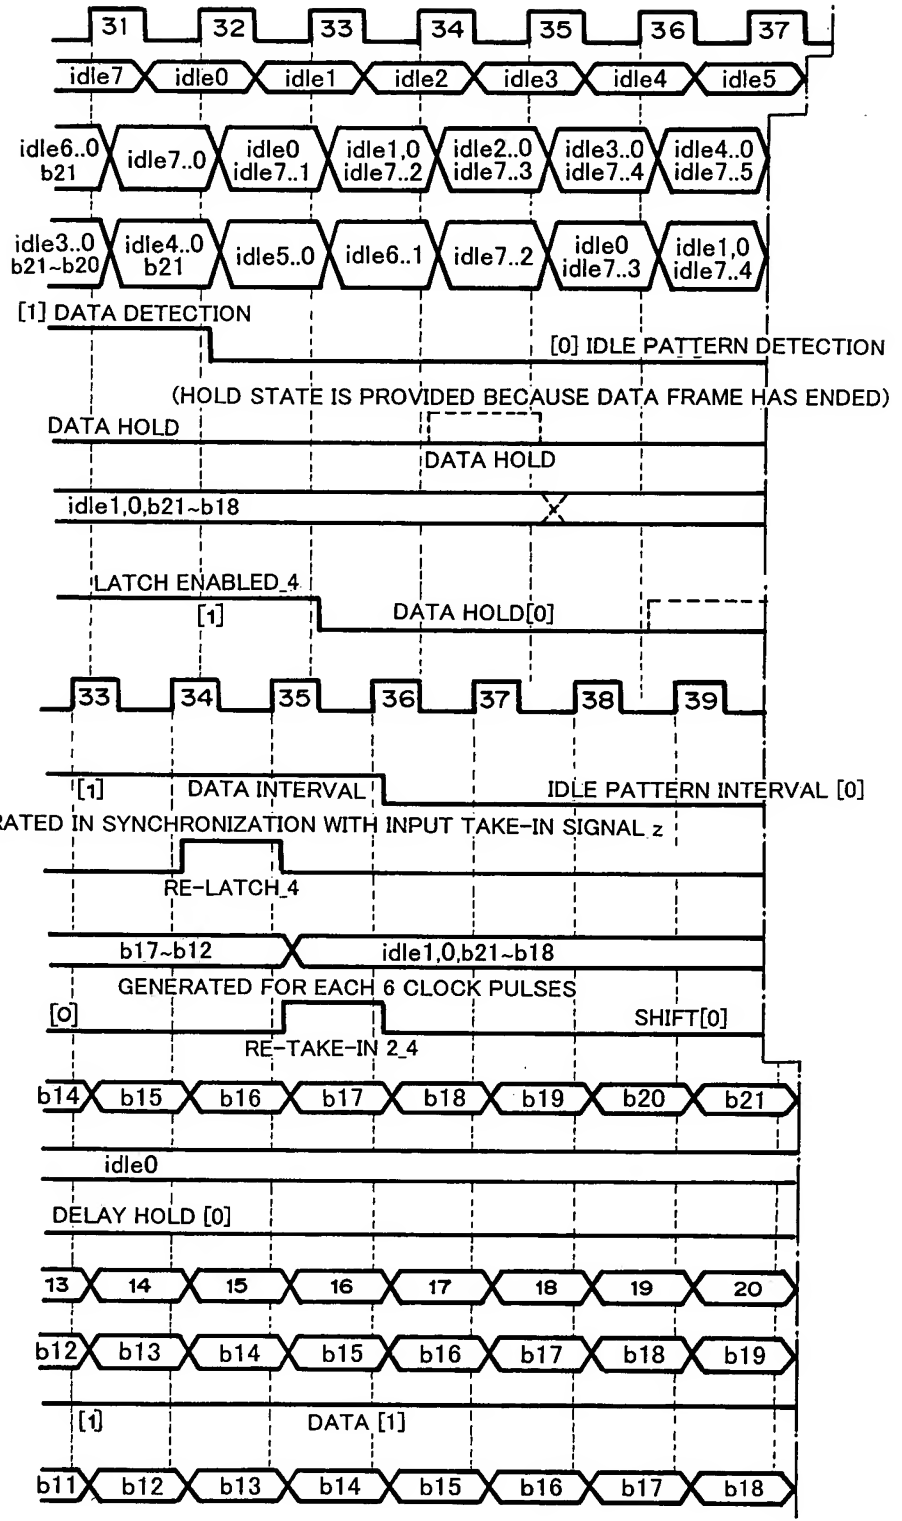 31 32 33 34 35 36 37
idle7 idle0 idle1 idle2 idle3 idle4 idle5
idle6..0 idle7..0 idle0 idle1,0 idle2..0 idle3..0 idle4..0
b21 idle7..1 idle7..2 idle7..3 idle7..4 idle7..5
idle3..0 idle4..0 idle5..0 idle6..1 idle7..2 idle0 idle1,0
b21~b20 b21 idle7..3 idle7..4
[1] DATA DETECTION
[0] IDLE PATTERN DETECTION
(HOLD STATE IS PROVIDED BECAUSE DATA FRAME HAS ENDED)
DATA HOLD
DATA HOLD
idle1,0,b21~b18
LATCH ENABLED_4
[1] DATA HOLD[0]
33 34 35 36 37 38 39
[1] DATA INTERVAL IDLE PATTERN INTERVAL [0]
RATED IN SYNCHRONIZATION WITH INPUT TAKE-IN SIGNAL z
RE-LATCH_4
b17~b12 idle1,0,b21~b18
GENERATED FOR EACH 6 CLOCK PULSES
[0] SHIFT[0]
RE-TAKE-IN 2_4
b14 b15 b16 b17 b18 b19 b20 b21
idle0
DELAY HOLD [0]
13 14 15 16 17 18 19 20
b12 b13 b14 b15 b16 b17 b18 b19
[1] DATA [1]
b11 b12 b13 b14 b15 b16 b17 b18